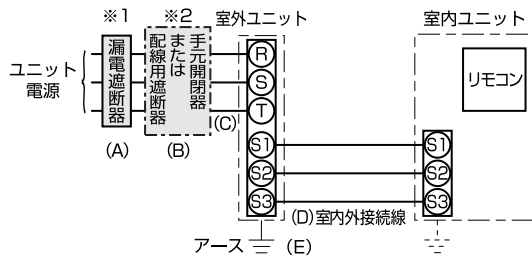 ※1
※2
室外ユニット
室内ユニット
ユニット
電源
漏電遮断器
手元開閉器
または
配線用遮断器
R
S
T
リモコン
(A)
(B)
(C)
S1
S2
S3
S1
S2
S3
(D)室内外接続線
アース
(E)